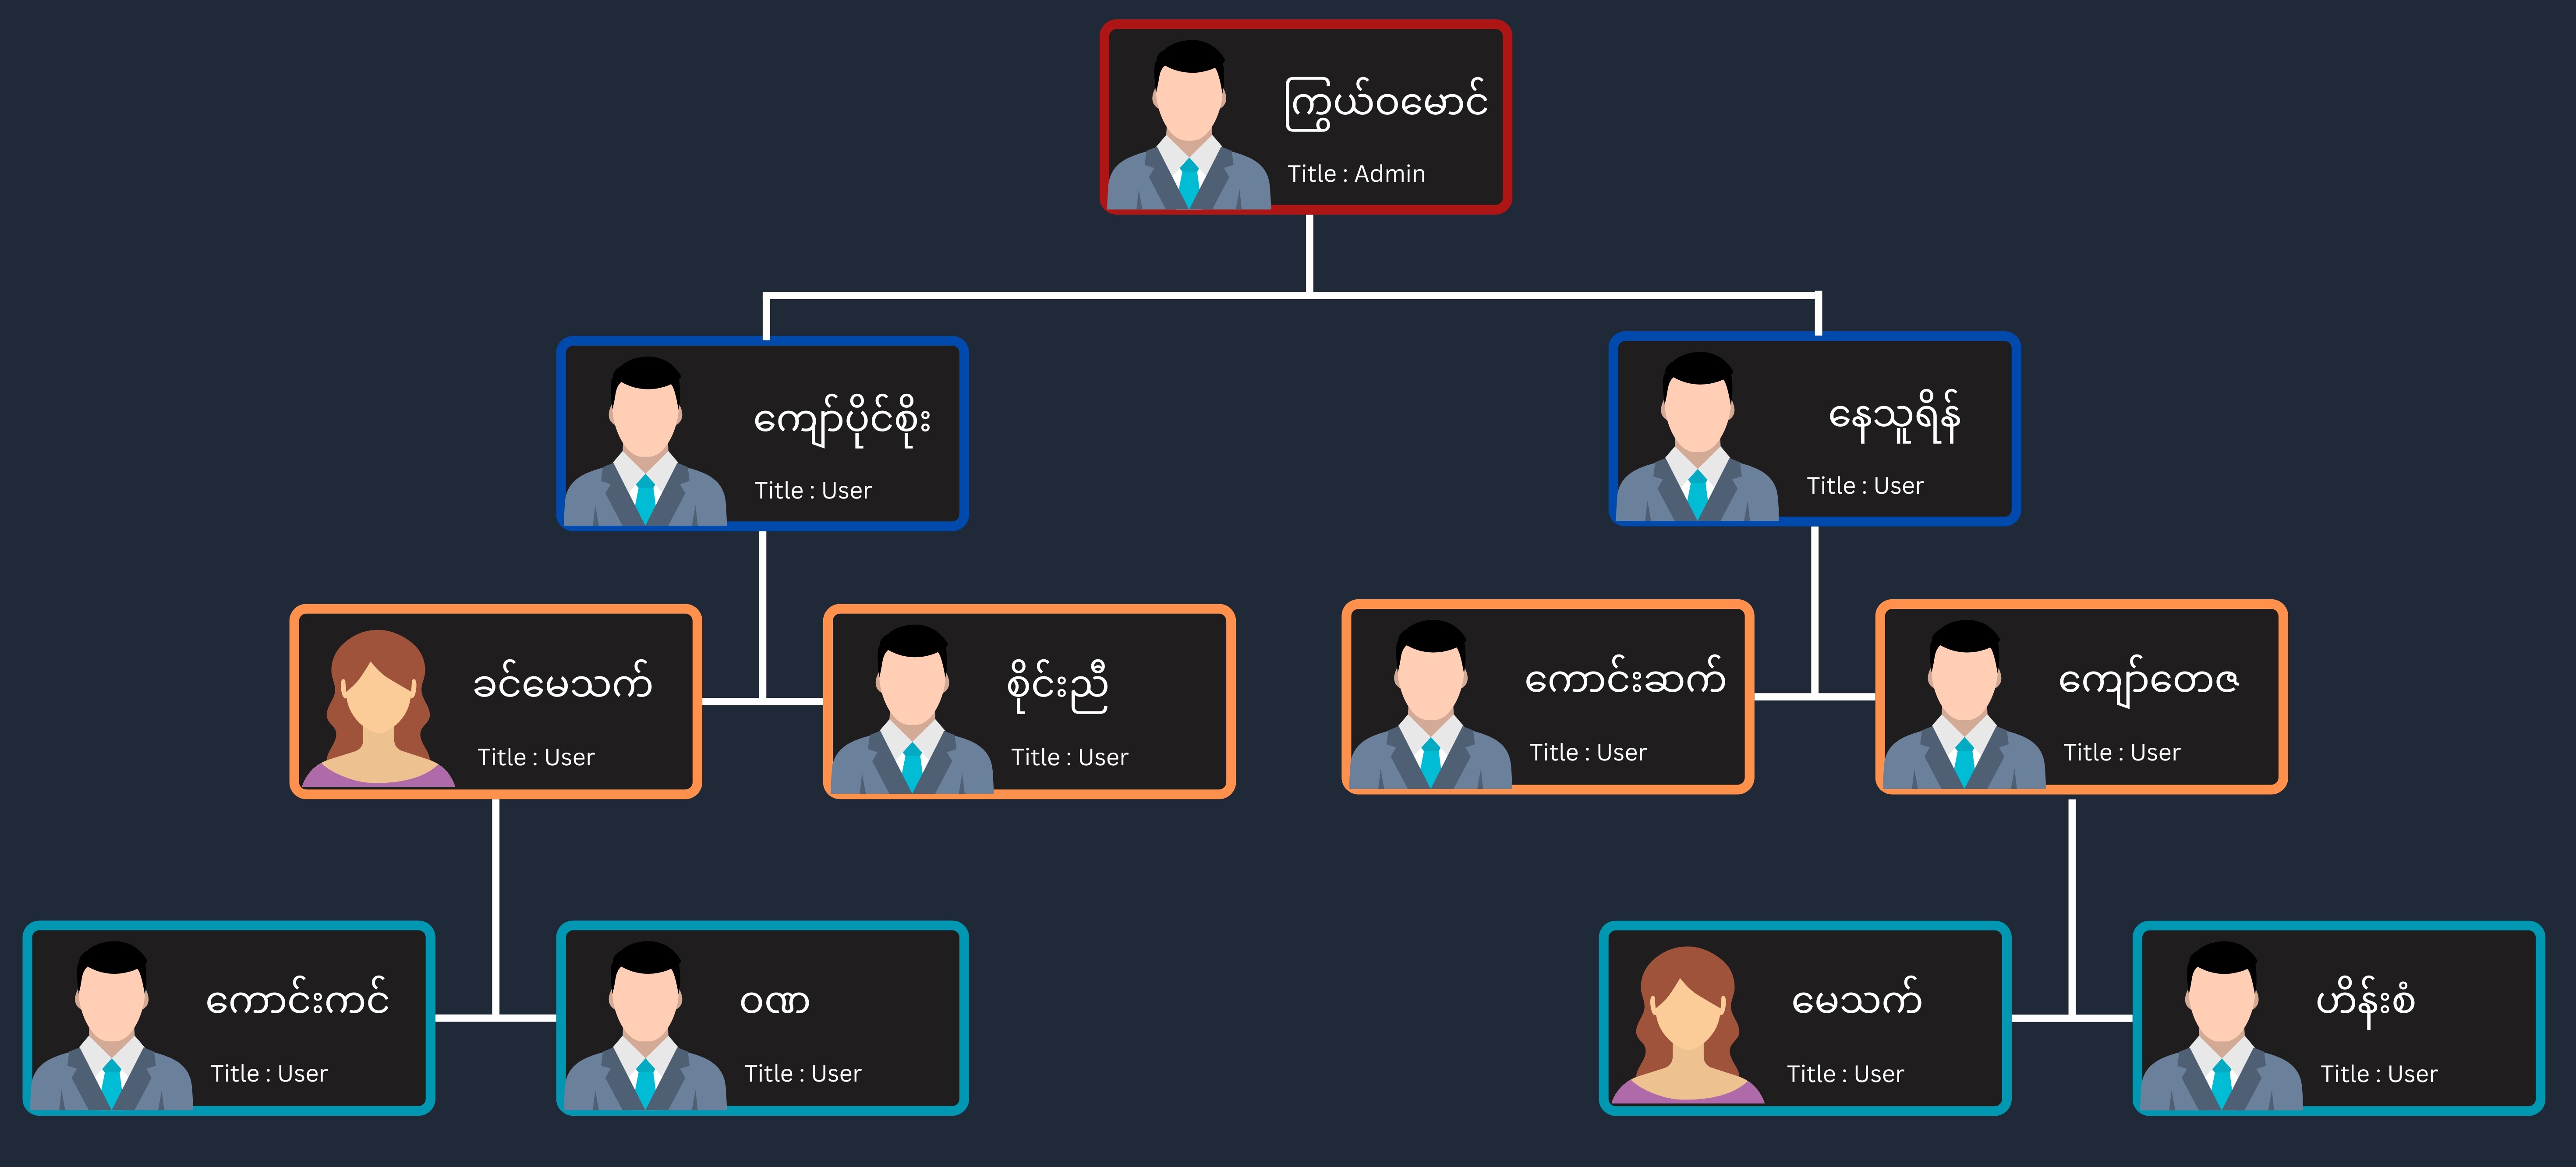 ကြွယ်ဝမောင်
Title : Admin
ကျော်ပိုင်စိုး
Title : User
နေသူရိန်
Title : User
ခင်မေသက်
Title : User
စိုင်းညီ
Title : User
ကောင်းဆက်
Title : User
ကျော်တေဇ
Title : User
ကောင်းကင်
Title : User
ဝဏ
Title : User
မေသက်
Title : User
ဟိန်းစံ
Title : User